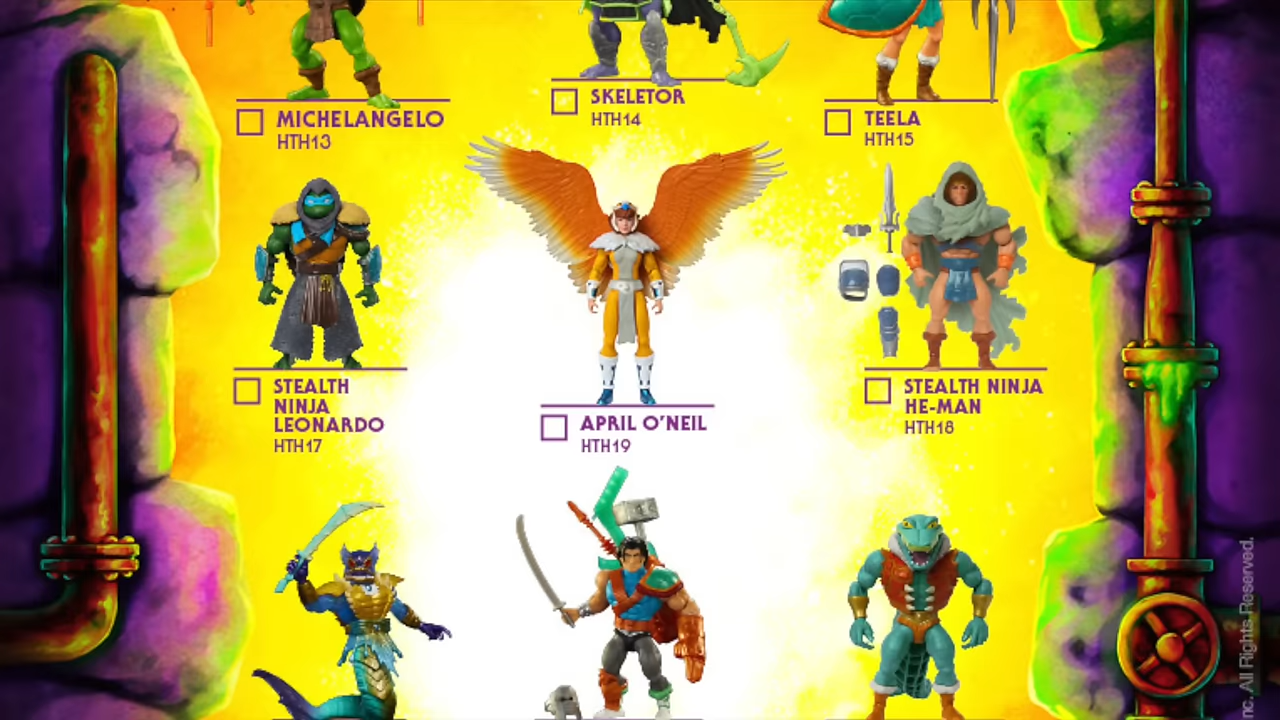 MICHELANGELO
HTH13
SKELETOR
HTH14
TEELA
HTH15
STEALTH
NINJA
LEONARDO
HTH17
APRIL O'NEIL
HTH19
STEALTH NINJA
HE-MAN
HTH18
nc. All Rights Reserved.